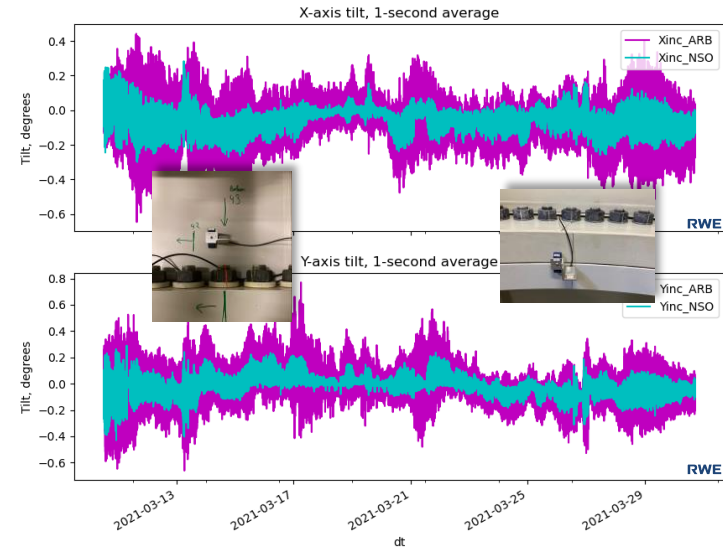 X-axis tilt, 1-second average
Xinc_ARB
Xinc_NSO
0.4
0.2
0.0
−0.2
−0.4
−0.6
Tilt, degrees
43
RWE
Y-axis tilt, 1-second average
Yinc_ARB
Yinc_NSO
0.8
0.6
0.4
0.2
0.0
−0.2
−0.4
−0.6
Tilt, degrees
RWE
2021-03-13
2021-03-17
2021-03-21
2021-03-25
2021-03-29
dt